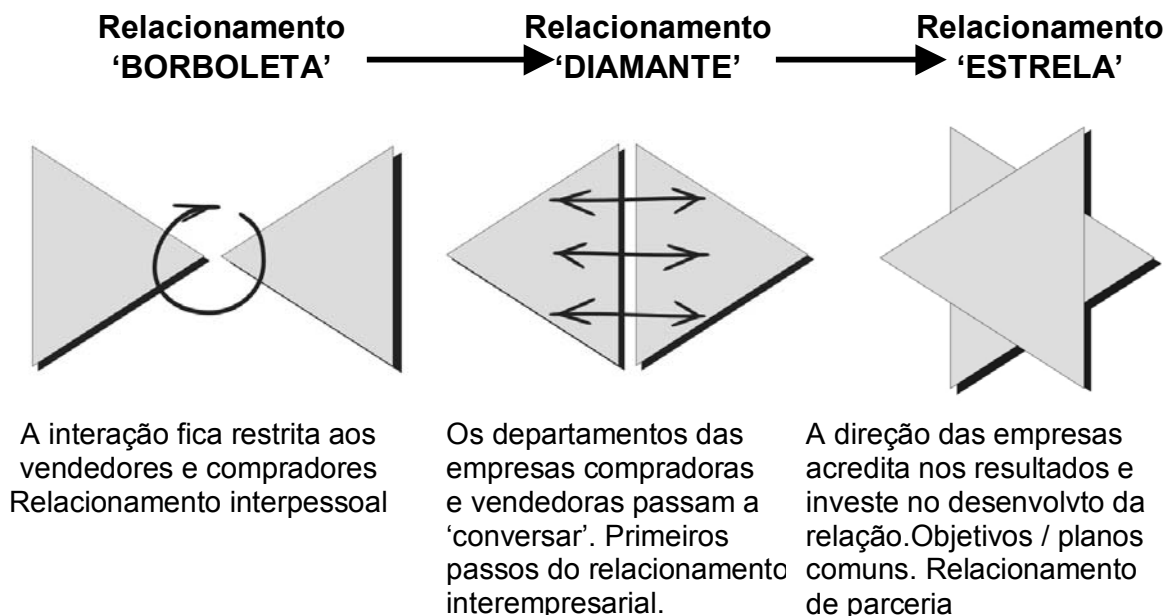 Relacionamento
‘BORBOLETA’
Relacionamento
‘DIAMANTE’
Relacionamento
‘ESTRELA’
A interação fica restrita aos
vendedores e compradores
Relacionamento interpessoal
Os departamentos das
empresas compradoras
e vendedoras passam a
‘conversar’. Primeiros
passos do relacionamento
interempresarial.
A direção das empresas
acredita nos resultados e
investe no desenvolvto da
relação.Objetivos / planos
comuns. Relacionamento
de parceria